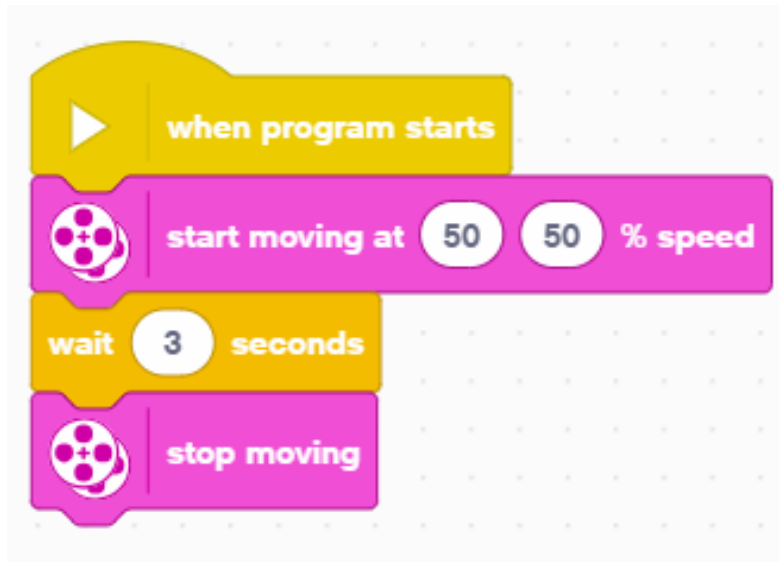 when program starts
start moving at 50 50 % speed
wait 3 seconds
stop moving